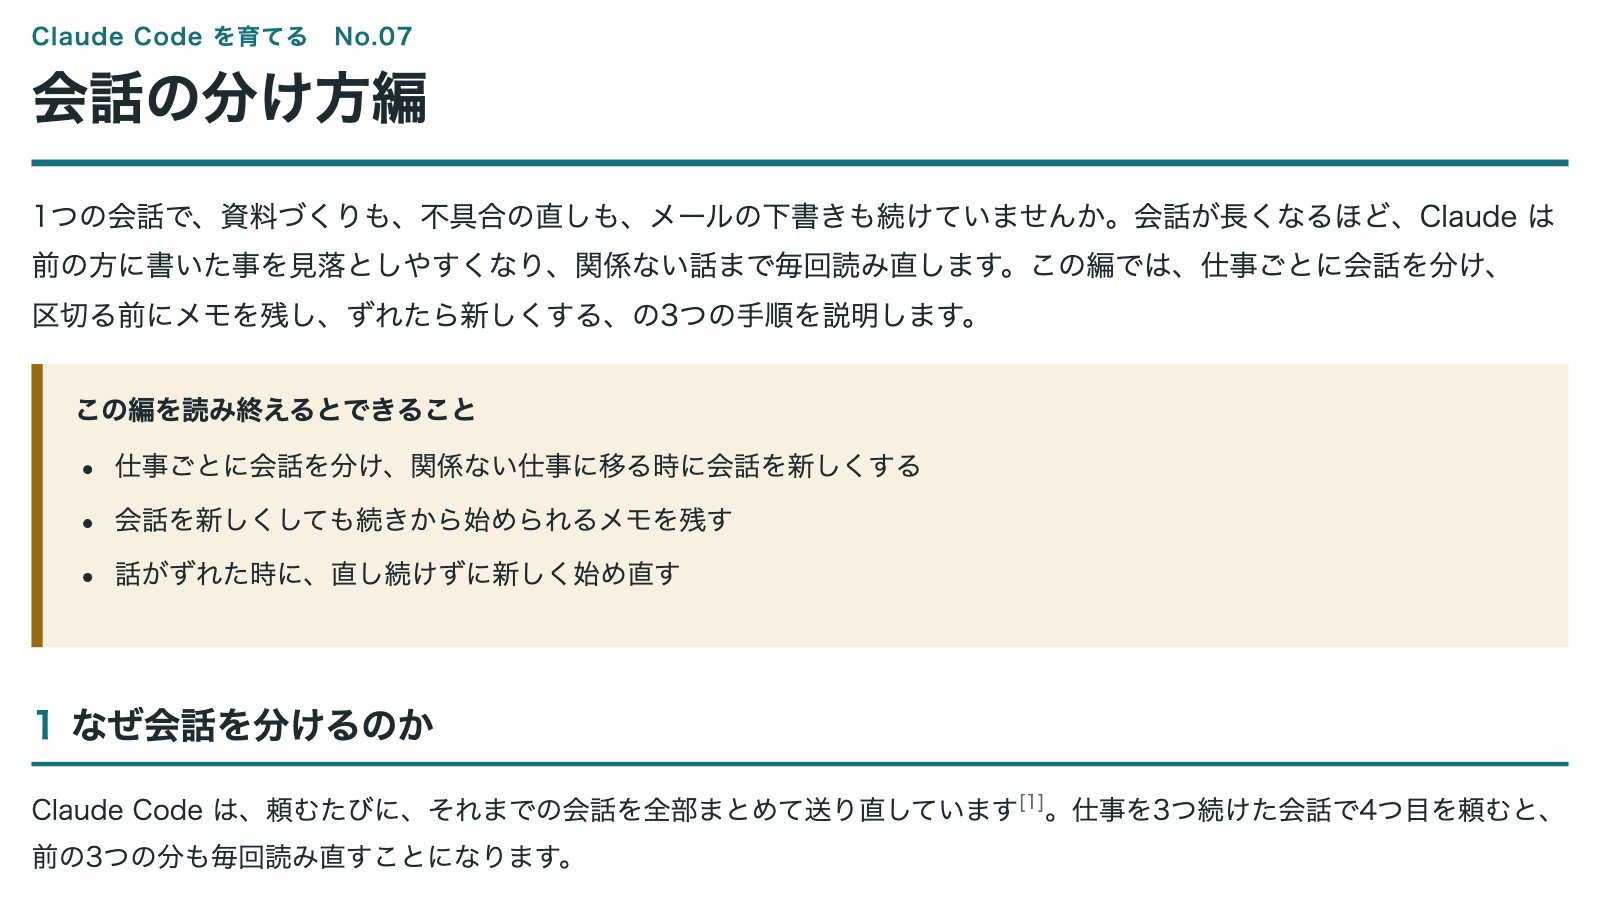 Claude Code を育てる　No.07
会話の分け方編
1つの会話で、資料づくりも、不具合の直しも、メールの下書きも続けていませんか。会話が長くなるほど、Claude は
前の方に書いた事を見落としやすくなり、関係ない話まで毎回読み直します。この編では、仕事ごとに会話を分け、
区切る前にメモを残し、ずれたら新しくする、の3つの手順を説明します。
この編を読み終えるとできること
• 仕事ごとに会話を分け、関係ない仕事に移る時に会話を新しくする
• 会話を新しくしても続きから始められるメモを残す
• 話がずれた時に、直し続けずに新しく始め直す
1 なぜ会話を分けるのか
Claude Code は、頼むたびに、それまでの会話を全部まとめて送り直しています[1]。仕事を3つ続けた会話で4つ目を頼むと、
前の3つの分も毎回読み直すことになります。